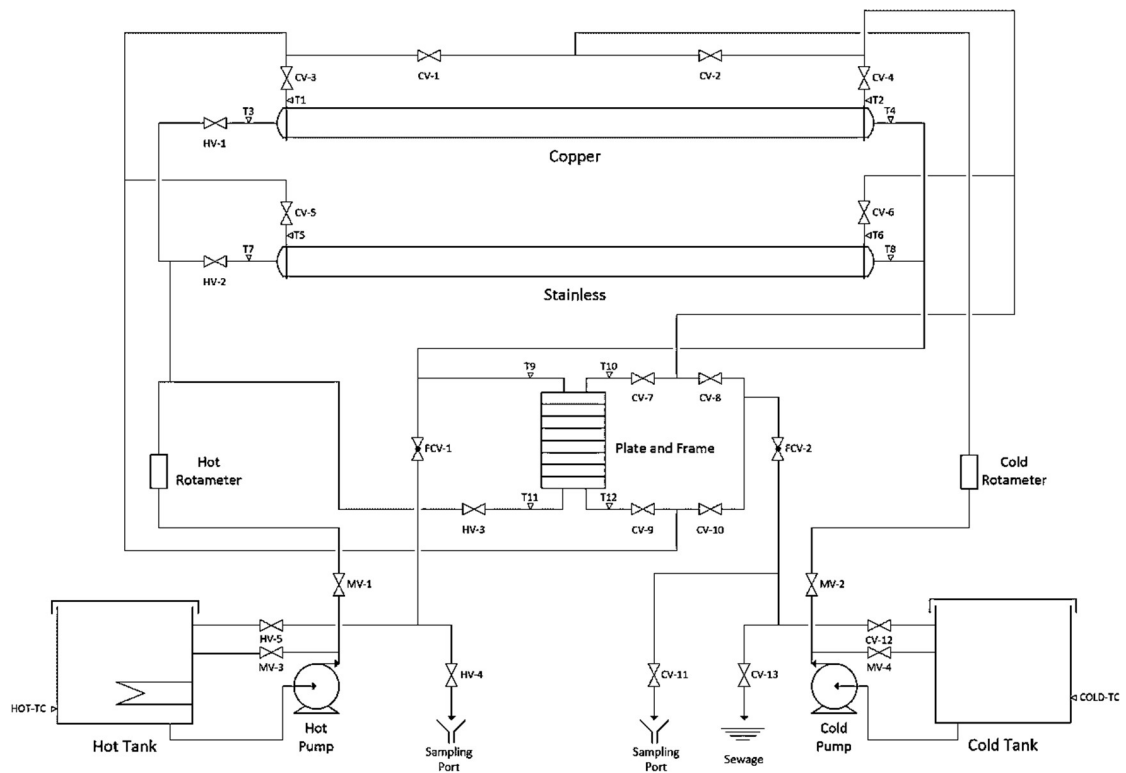 CV-1
CV-2
CV-3
CV-4
T1
T2
T3
T4
HV-1
Copper
CV-5
CV-6
T5
T6
T7
T8
HV-2
Stainless
T9
T10
CV-7
CV-8
FCV-1
Plate and Frame
FCV-2
Hot
Rotameter
Cold
Rotameter
T11
T12
HV-3
CV-9
CV-10
MV-1
MV-2
HV-5
CV-12
MV-3
MV-4
HV-4
CV-11
CV-13
HOT-TC
COLD-TC
Hot Tank
Hot
Pump
Sampling
Port
Sampling
Port
Sewage
Cold
Pump
Cold Tank